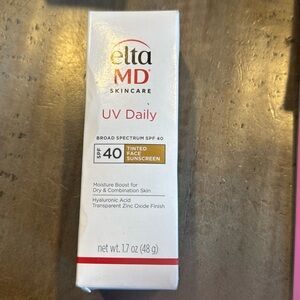 elta
MD®
SKINCARE
UV Daily
BROAD SPECTRUM SPF 40
SPF 40 TINTED
FACE
SUNSCREEN
Moisture Boost for
Dry & Combination Skin
Hyaluronic Acid
Transparent Zinc Oxide Finish
net wt. 1.7 oz (48 g)